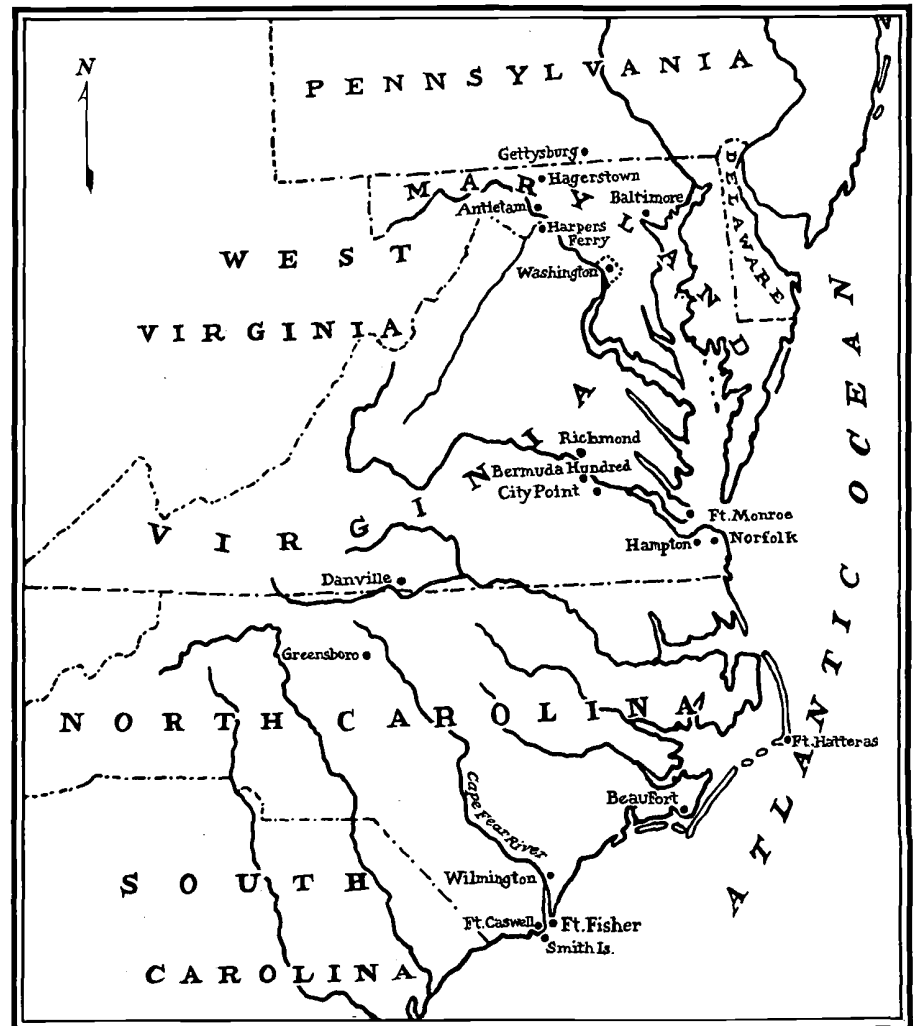 N
PENNSYLVANIA
Gettysburg
MARYLAND
Hagerstown
Antietam
Baltimore
DELAWARE
Harpers
Ferry
WEST
VIRGINIA
Washington
VIRGINIA
Richmond
Bermuda Hundred
City Point
Ft. Monroe
Hampton
Norfolk
Danville
Greensboro
NORTH CAROLINA
Ft. Hatteras
Beaufort
Cape Fear River
Wilmington
Ft. Caswell
Ft. Fisher
Smith Is.
SOUTH
CAROLINA
ATLANTIC OCEAN